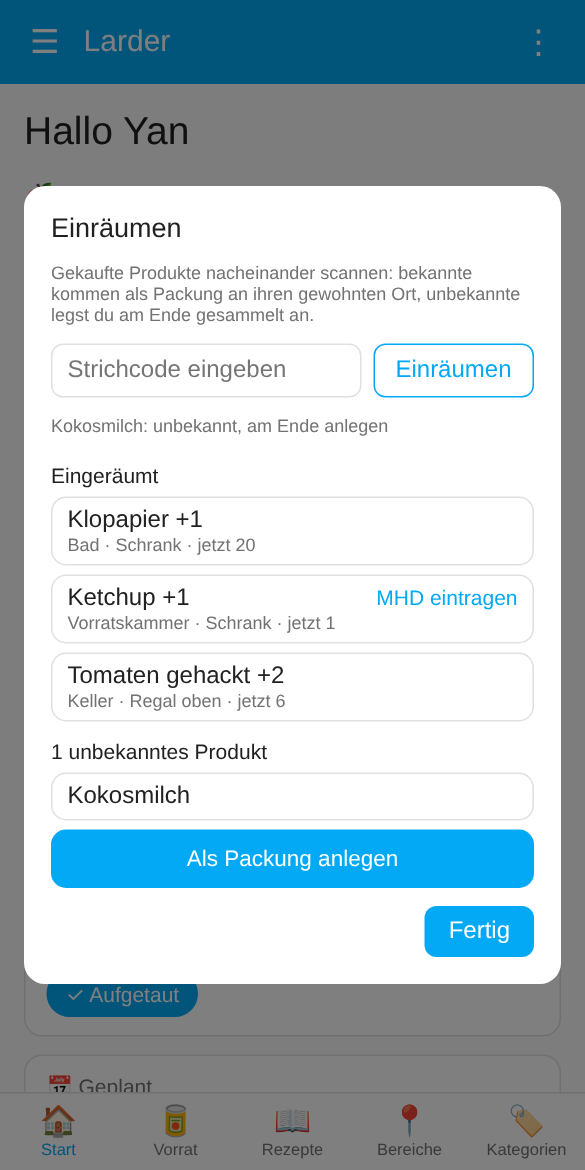 Larder
Hallo Yan
Einräumen
Gekaufte Produkte nacheinander scannen: bekannte
kommen als Packung an ihren gewohnten Ort, unbekannte
legst du am Ende gesammelt an.
Strichcode eingeben
Einräumen
Kokosmilch: unbekannt, am Ende anlegen
Eingeräumt
Klopapier +1
Bad · Schrank · jetzt 20
Ketchup +1
MHD eintragen
Vorratskammer · Schrank · jetzt 1
Tomaten gehackt +2
Keller · Regal oben · jetzt 6
1 unbekanntes Produkt
Kokosmilch
Als Packung anlegen
Fertig
✓ Aufgetaut
Geplant
Start
Vorrat
Rezepte
Bereiche
Kategorien